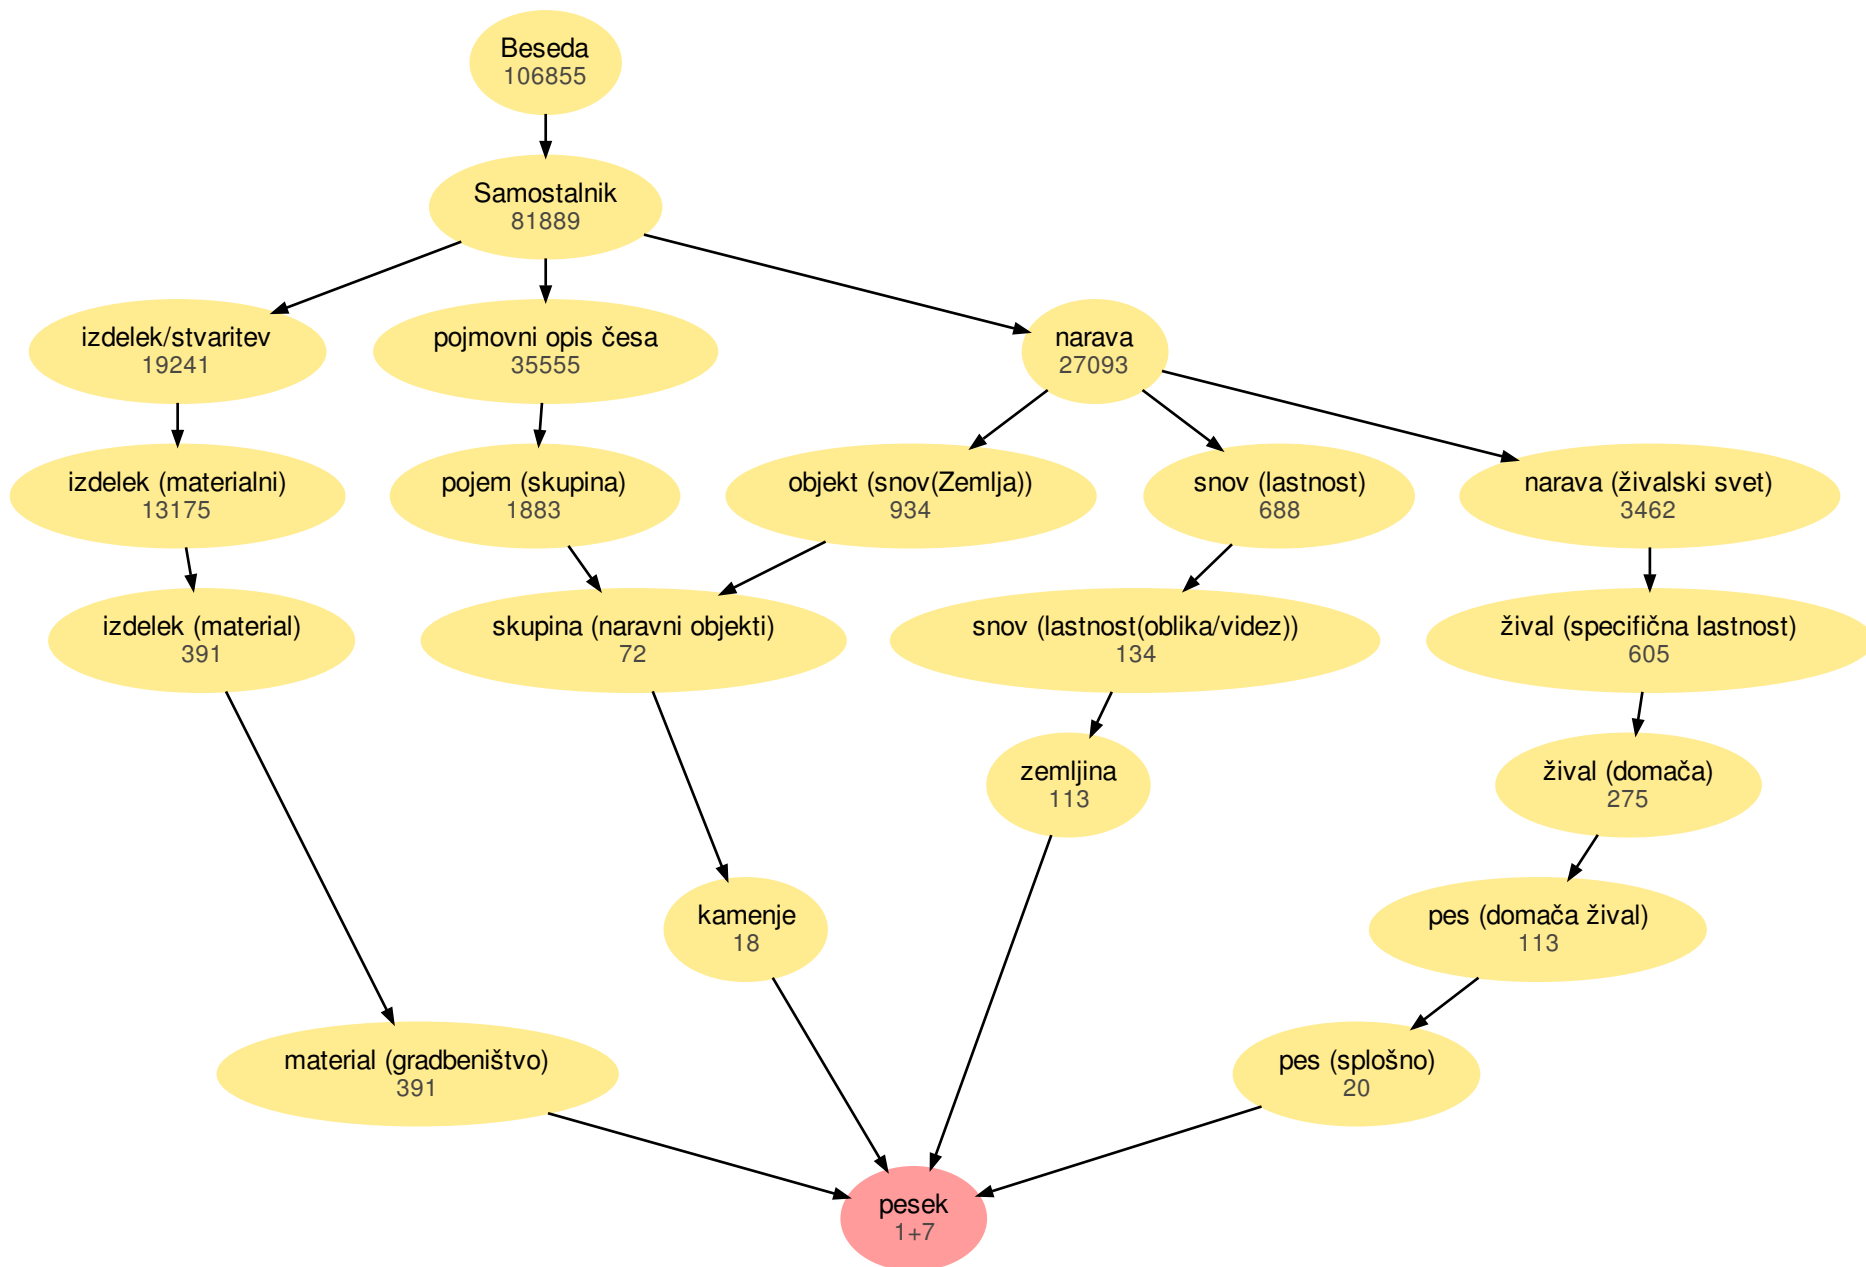 Beseda
106855
Samostalnik
81889
izdelek/stvaritev
19241
pojmovni opis česa
35555
narava
27093
izdelek (materialni)
13175
pojem (skupina)
1883
objekt (snov(Zemlja))
934
snov (lastnost)
688
narava (živalski svet)
3462
izdelek (material)
391
skupina (naravni objekti)
72
snov (lastnost(oblika/videz))
134
žival (specifična lastnost)
605
zemljina
113
žival (domača)
275
kamenje
18
pes (domača žival)
113
material (gradbeništvo)
391
pes (splošno)
20
pesek
1+7